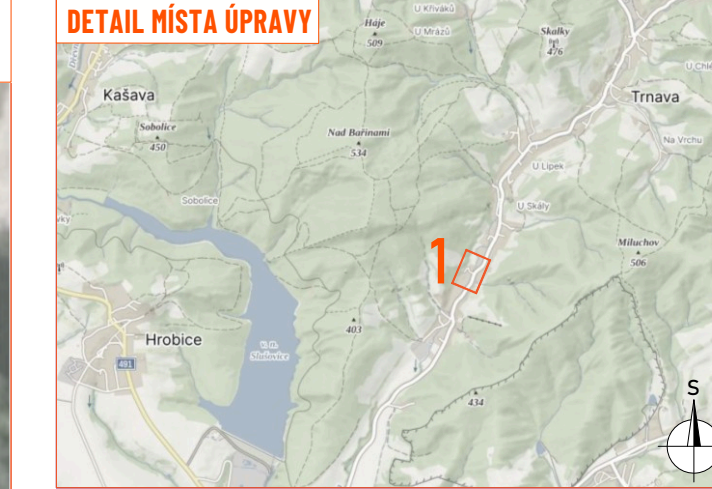 DETAIL MÍSTA ÚPRAVY
U Kříváků
Háje
509
U Mrázů
Skalky
476
Kašava
Trnava
Sobolice
450
Nad Bařinami
534
Na Vrchu
U Lipek
Sobolice
U Skály
1
Miluchov
506
403
Hrobice
v. n.
Slušovice
491
434
S